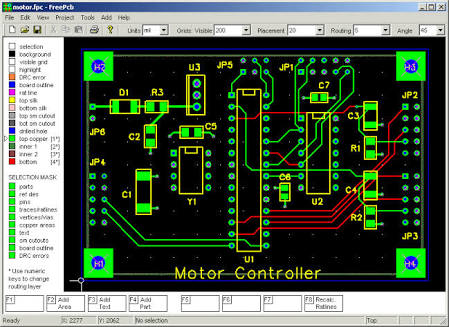 motor.fpc - FreePcb
File Edit View Project Tools Add Help
Units mil Grids: Visible 200 Placement 20 Routing 5 Angle 45
selection
background
visible grid
highlight
DRC error
board outline
rat line
top silk
bottom silk
top sm cutout
bot sm cutout
drilled hole
top copper [1*]
inner 1 [2*]
inner 2 [3*]
bottom [4*]
SELECTION MASK
parts
ref des
pins
traces/ratlines
vertices/vias
copper areas
text
sm cutouts
board outline
DRC errors
* Use numeric
keys to change
routing layer
H2
JP5
JP1
H3
U3
D1
R3
C7
JP2
C3
JP6
C2
C5
R1
JP4
C1
Y1
C6
U2
C4
R2
JP3
U1
H1
H4
Motor Controller
F1
F2 Add Area
F3 Add Text
F4 Add Part
F5
F6
F7
F8 Recalc. Ratlines
Ready X: 2277 Y: 2062 No selection Top